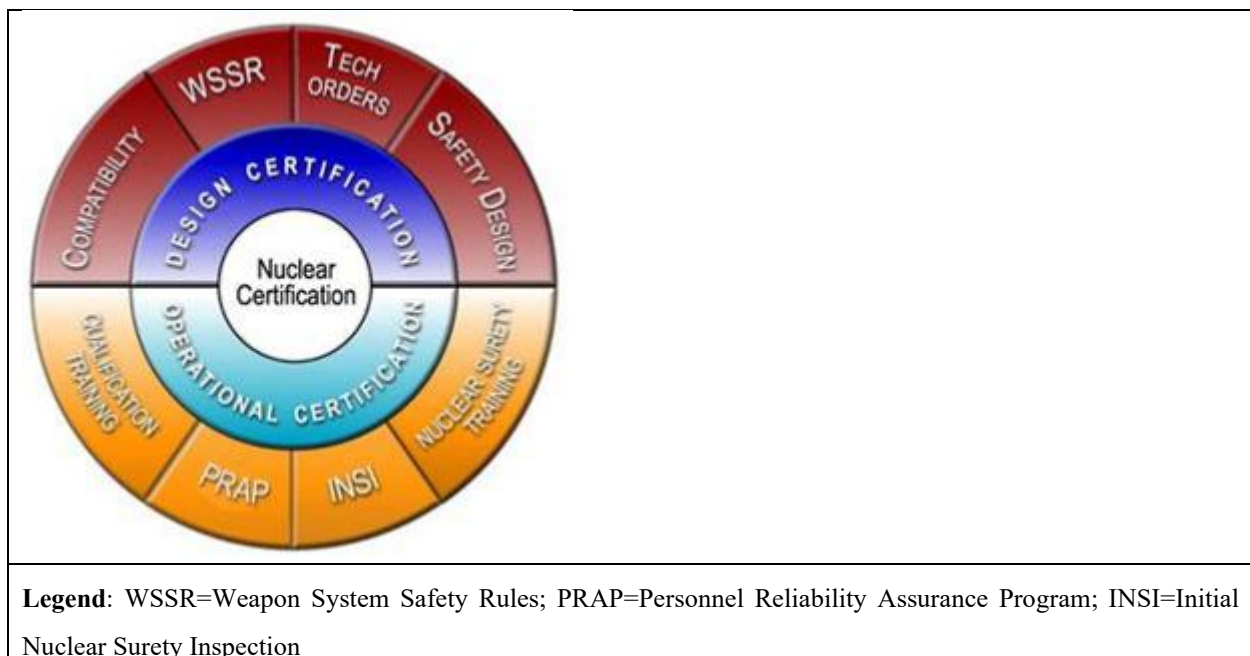 WSSR
TECH
ORDERS
COMPATIBILITY
SAFETY DESIGN
DESIGN CERTIFICATION
Nuclear
Certification
OPERATIONAL CERTIFICATION
QUALIFICATION
TRAINING
PRAP
INSI
NUCLEAR SURETY
TRAINING
Legend: WSSR=Weapon System Safety Rules; PRAP=Personnel Reliability Assurance Program; INSI=Initial
Nuclear Surety Inspection